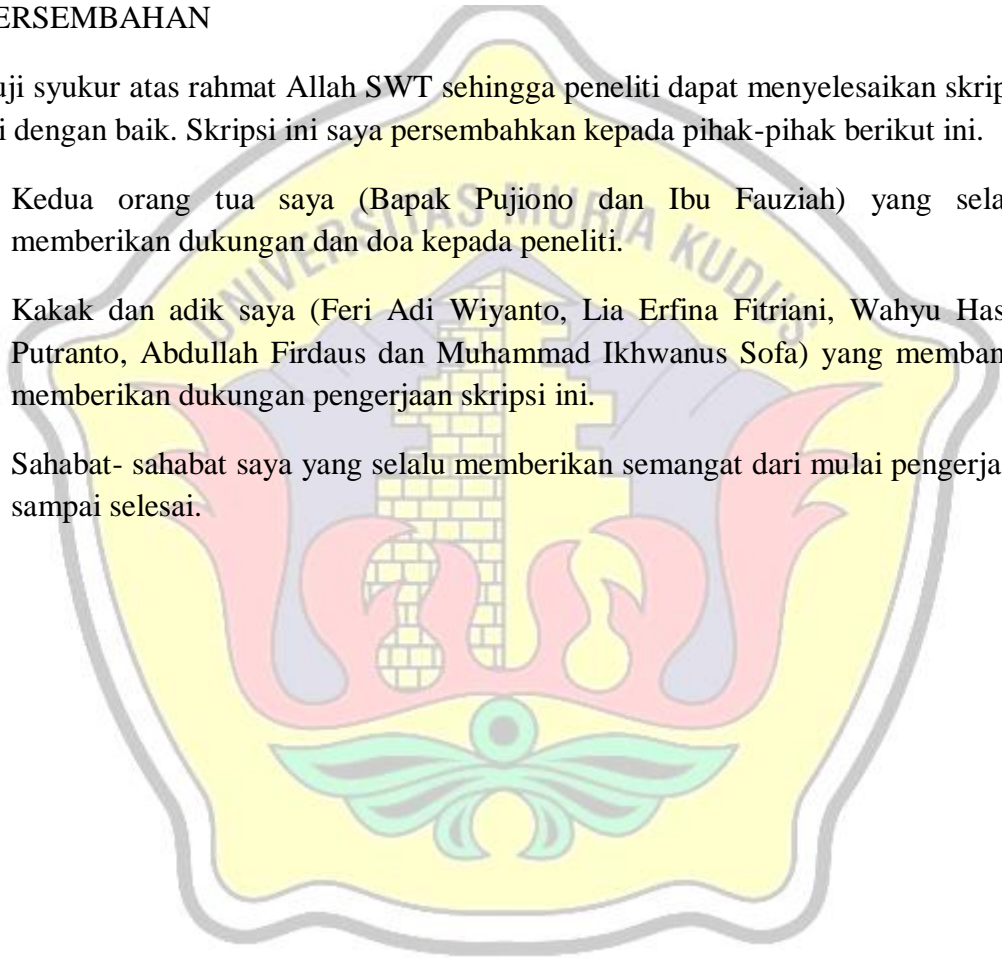 ERSEMBAHAN
uji syukur atas rahmat Allah SWT sehingga peneliti dapat menyelesaikan skrip
i dengan baik. Skripsi ini saya persembahkan kepada pihak-pihak berikut ini.
Kedua orang tua saya (Bapak Pujiono dan Ibu Fauziah) yang sela
memberikan dukungan dan doa kepada peneliti.
Kakak dan adik saya (Feri Adi Wiyanto, Lia Erfina Fitriani, Wahyu Has
Putranto, Abdullah Firdaus dan Muhammad Ikhwanus Sofa) yang memban
memberikan dukungan pengerjaan skripsi ini.
Sahabat- sahabat saya yang selalu memberikan semangat dari mulai pengerja
sampai selesai.
UNIVERSITAS MURIA KUDUS